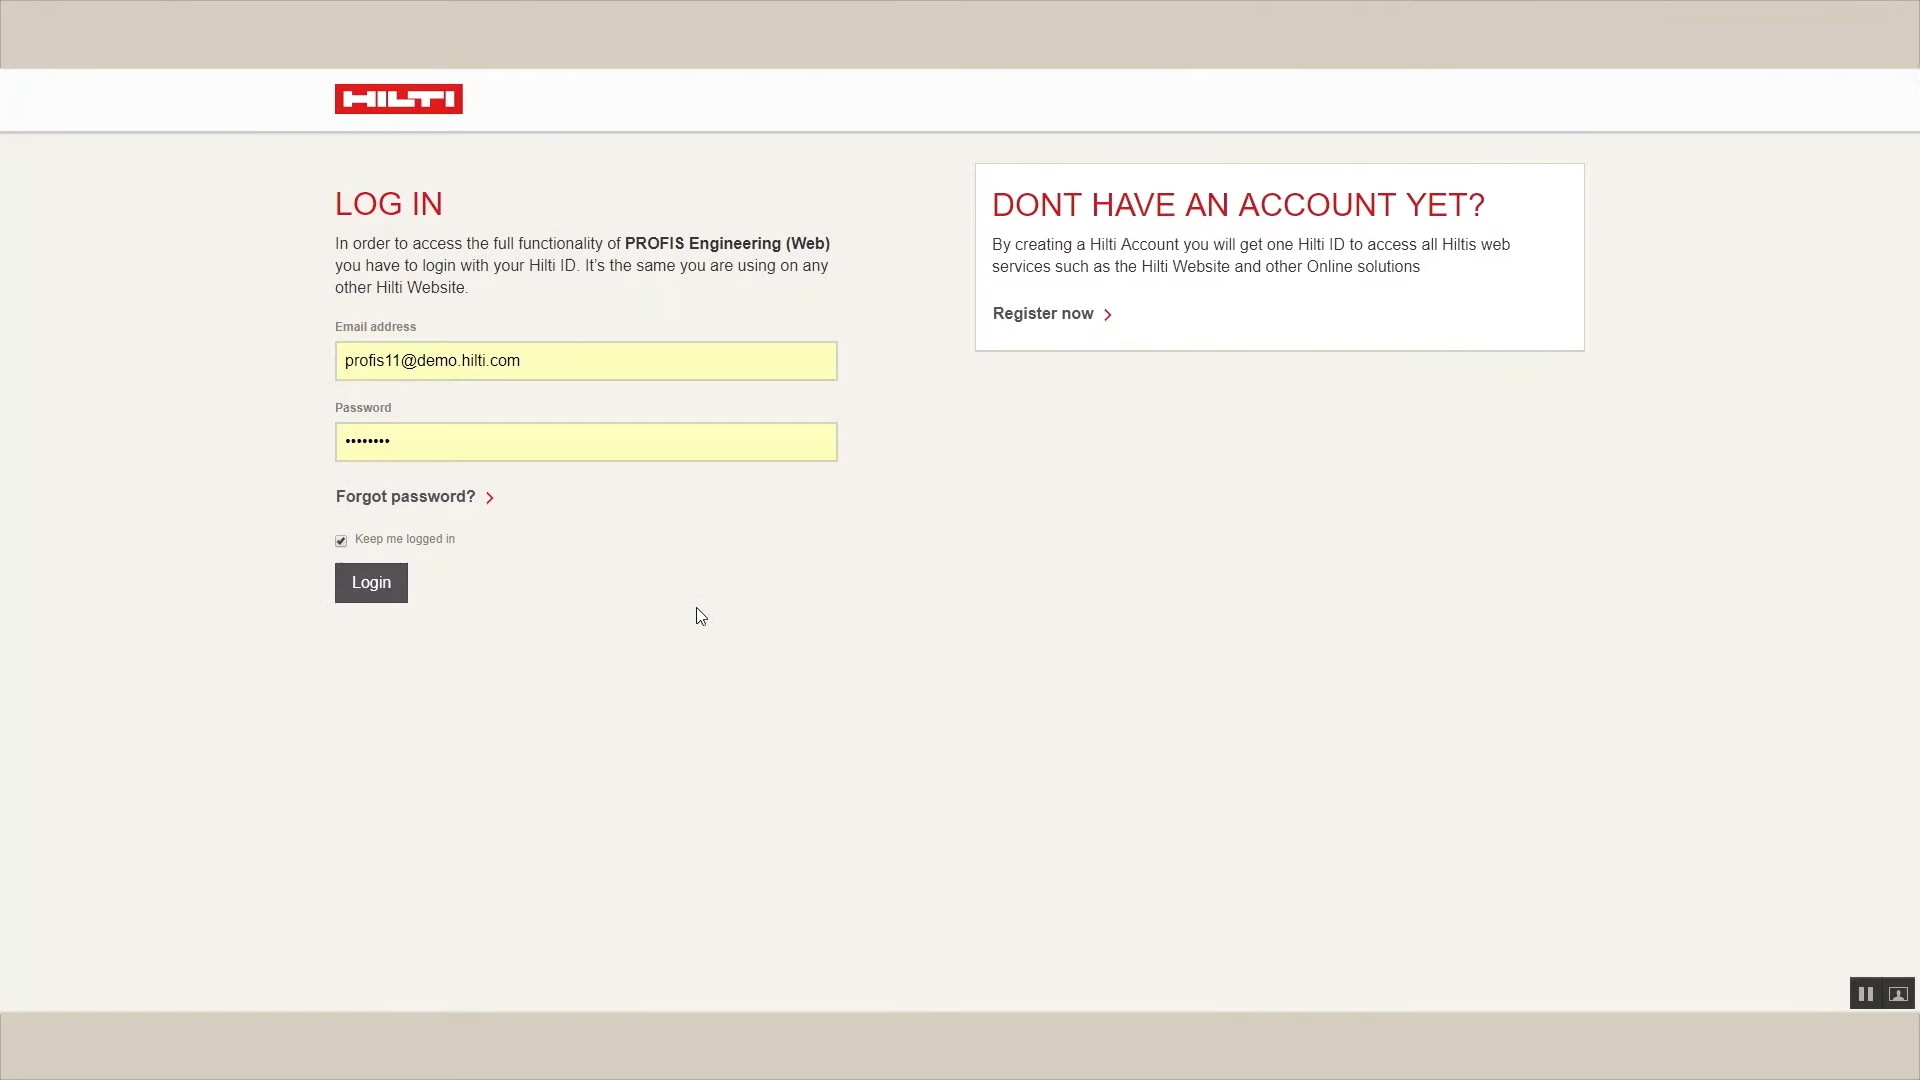 HILTI
LOG IN
In order to access the full functionality of PROFIS Engineering (Web)
you have to login with your Hilti ID. It’s the same you are using on any
other Hilti Website.
Email address
profis11@demo.hilti.com
Password
••••••••
Forgot password?
Keep me logged in
Login
DONT HAVE AN ACCOUNT YET?
By creating a Hilti Account you will get one Hilti ID to access all Hiltis web
services such as the Hilti Website and other Online solutions
Register now